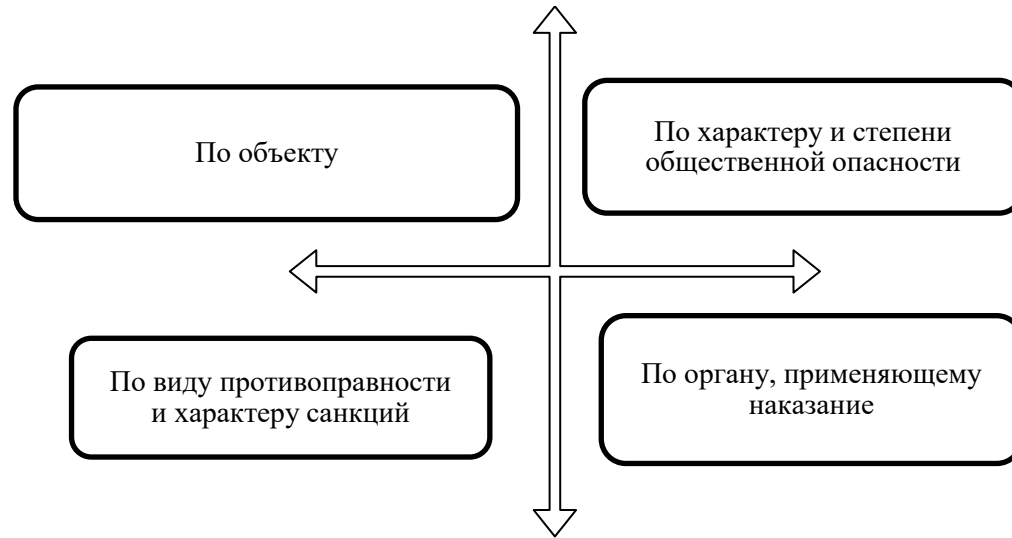 По объекту
По характеру и степени
общественной опасности
По виду противоправности
и характеру санкций
По органу, применяющему
наказание